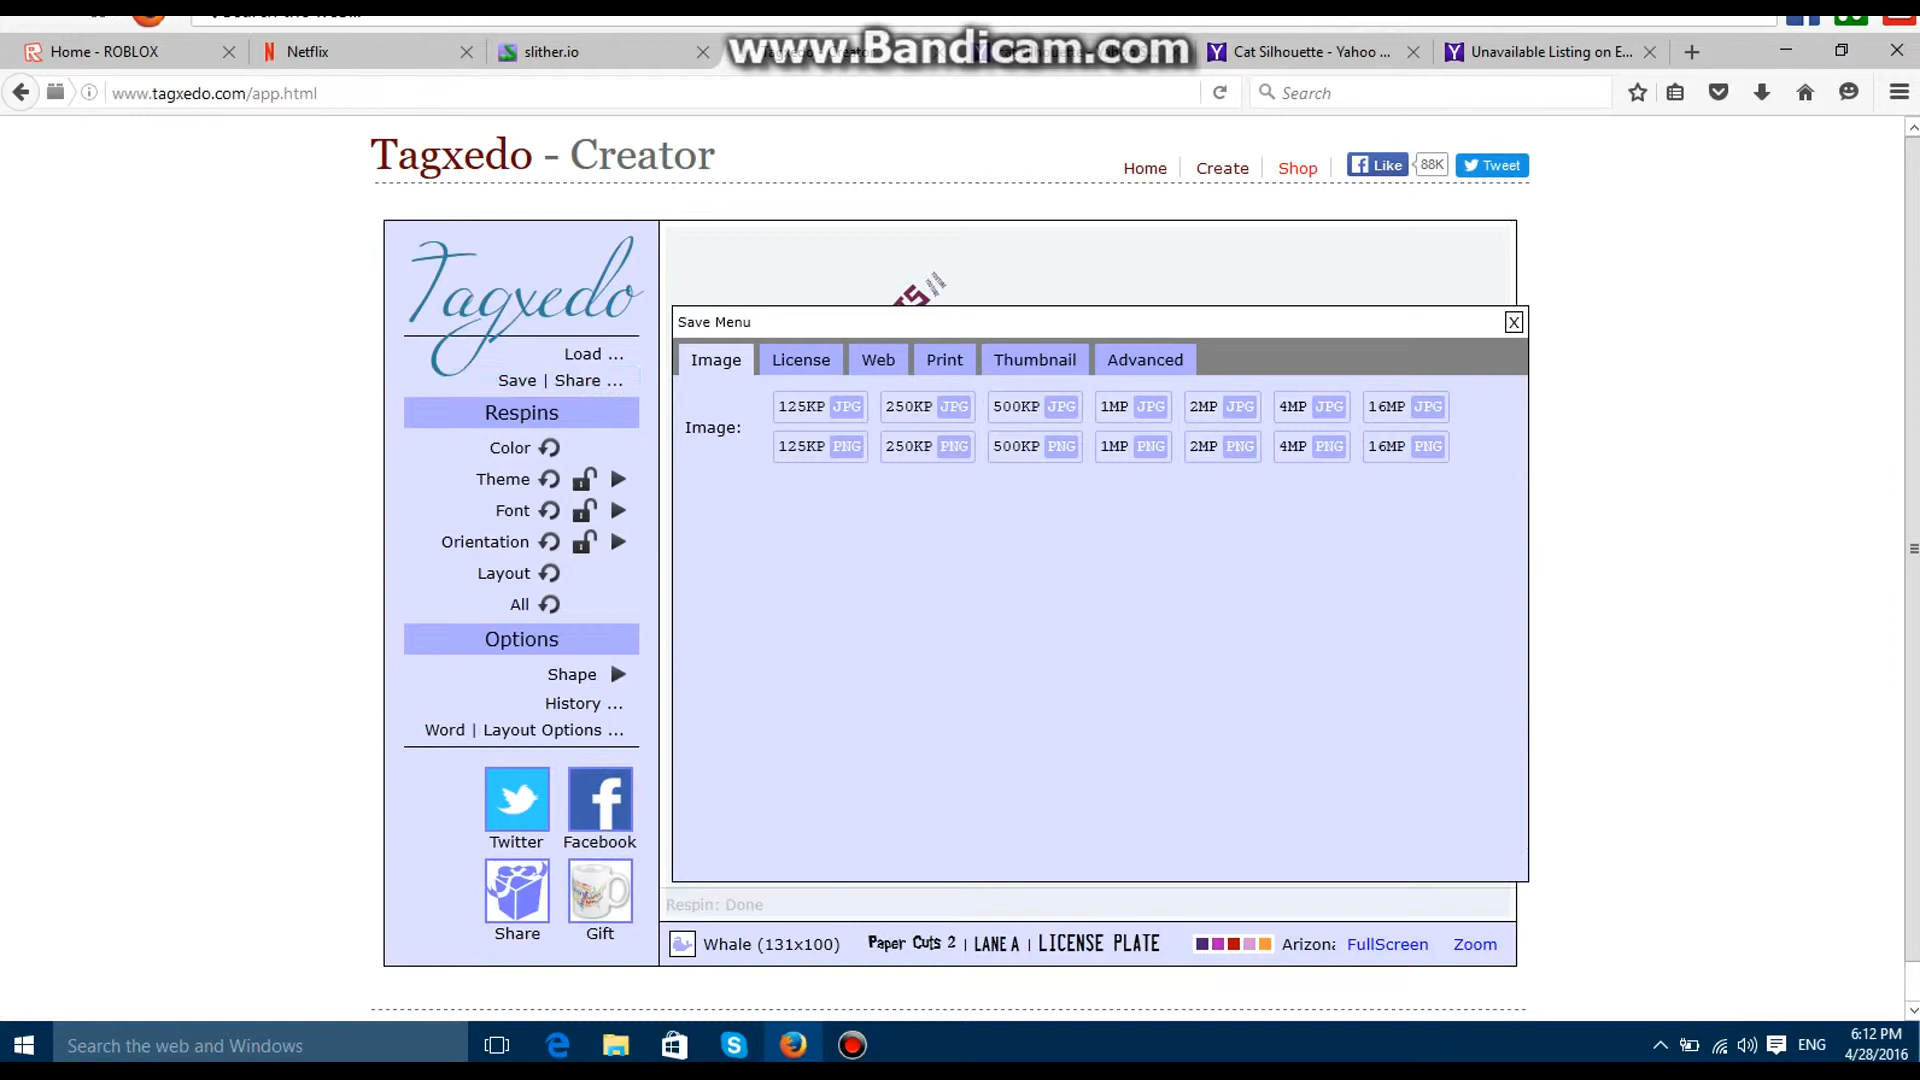 www.Bandicam.com
Home - ROBLOX
Netflix
slither.io
Cat Silhouette - Yahoo ...
Unavailable Listing on E...
www.tagxedo.com/app.html
Search
Tagxedo - Creator
Home
Create
Shop
Like
88K
Tweet
Tagxedo
Load ...
Save | Share ...
Respins
Color
Theme
Font
Orientation
Layout
All
Options
Shape
History ...
Word | Layout Options ...
Twitter
Facebook
Share
Gift
Save Menu
X
Image
License
Web
Print
Thumbnail
Advanced
Image:
125KP JPG
250KP JPG
500KP JPG
1MP JPG
2MP JPG
4MP JPG
16MP JPG
125KP PNG
250KP PNG
500KP PNG
1MP PNG
2MP PNG
4MP PNG
16MP PNG
Respin: Done
Whale (131x100)
Paper Cuts 2 | LANE A | LICENSE PLATE
Arizona
FullScreen
Zoom
Search the web and Windows
ENG
6:12 PM
4/28/2016